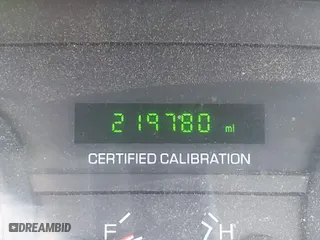 219780 mi
CERTIFIED CALIBRATION
F H
DREAMBID